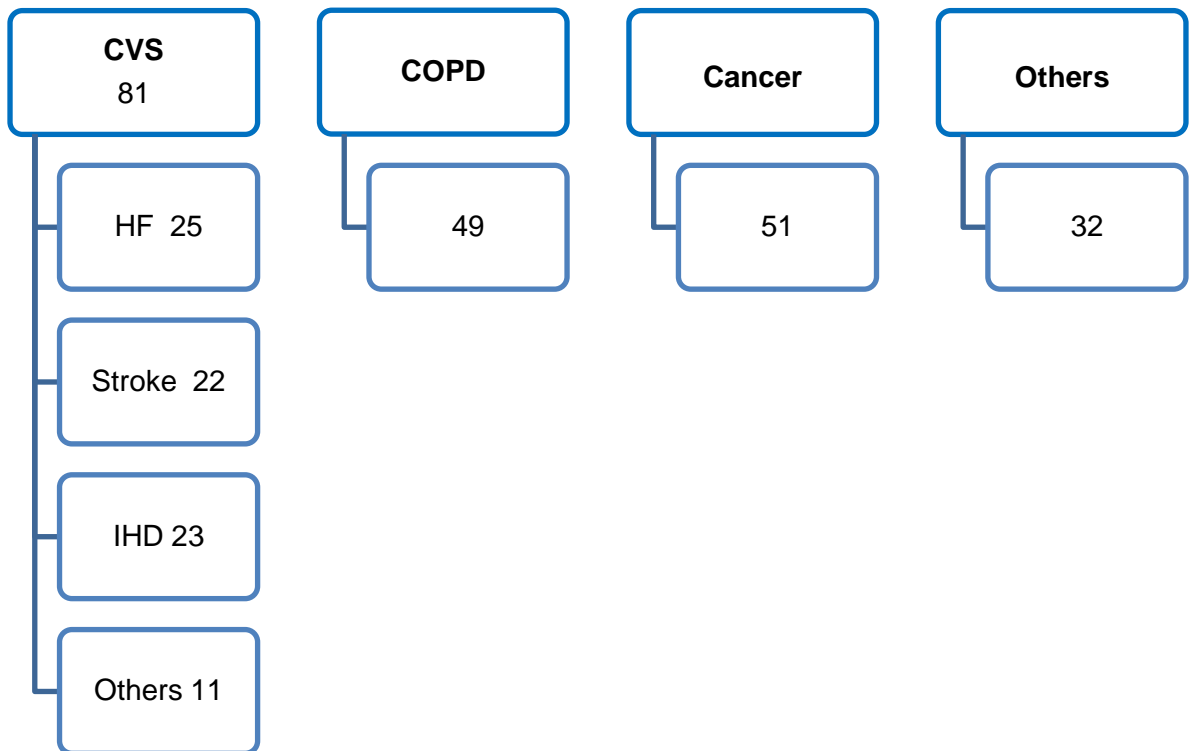 CVS
81
HF  25
Stroke  22
IHD 23
Others 11
COPD
49
Cancer
51
Others
32